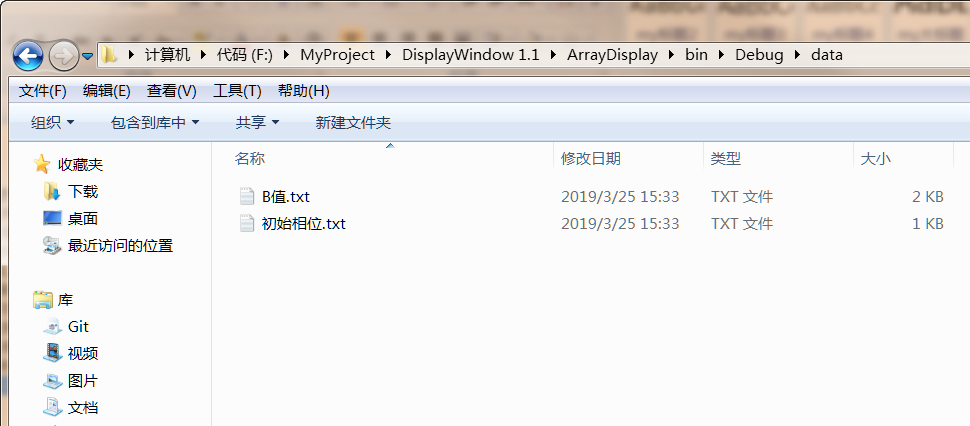 计算机 代码 (F:) MyProject DisplayWindow 1.1 ArrayDisplay bin Debug data
文件(F) 编辑(E) 查看(V) 工具(T) 帮助(H)
组织 包含到库中 共享 新建文件夹
收藏夹
下载
桌面
最近访问的位置
库
Git
视频
图片
文档
名称 修改日期 类型 大小
B值.txt 2019/3/25 15:33 TXT 文件 2 KB
初始相位.txt 2019/3/25 15:33 TXT 文件 1 KB